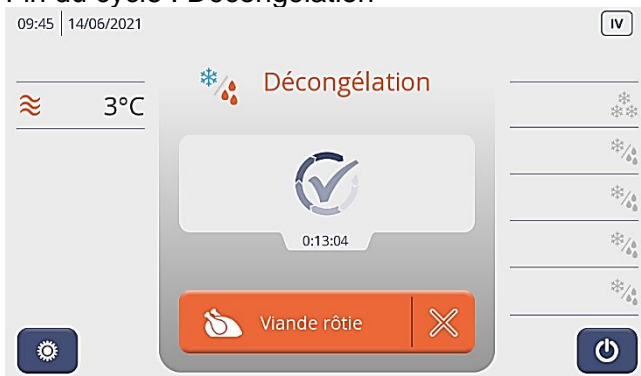 Fin du cycle : Décongélation
09:45 14/06/2021
IV
Décongélation
3°C
0:13:04
Viande rôtie